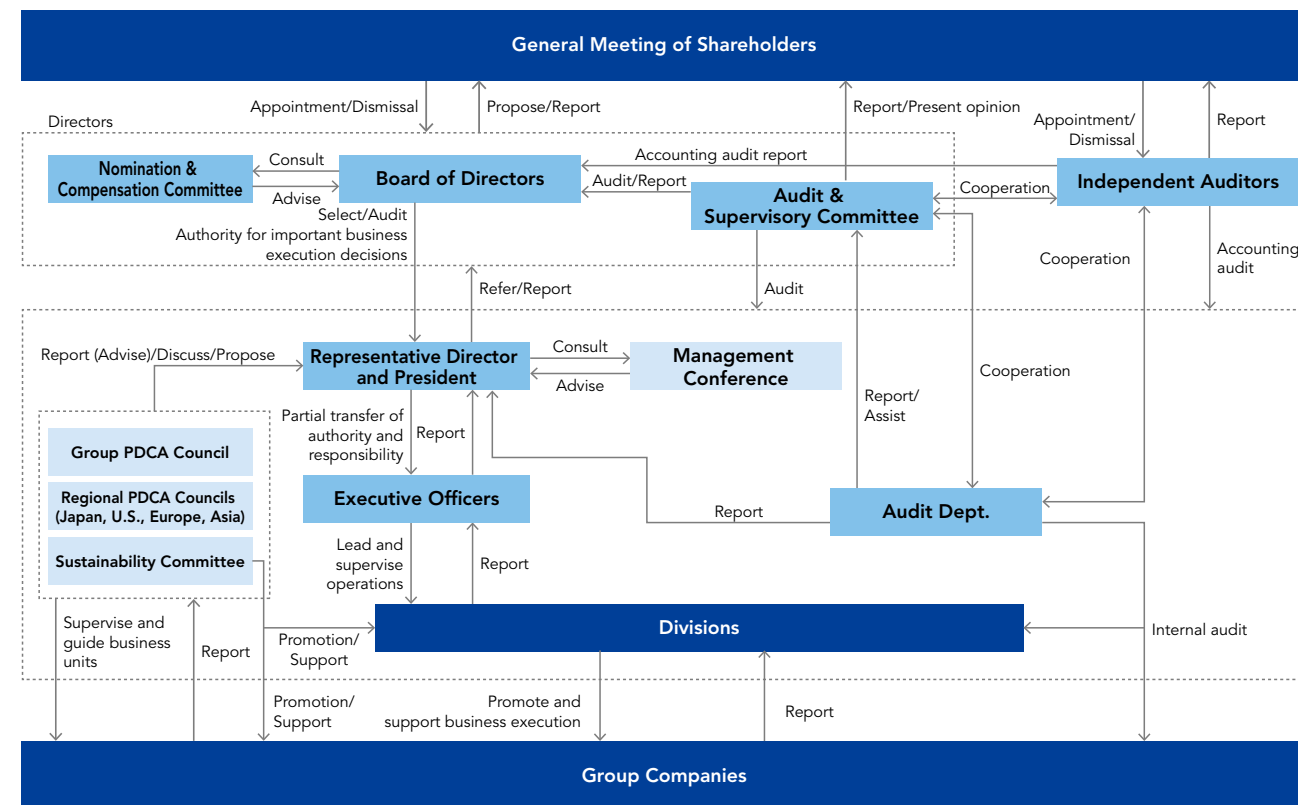 General Meeting of Shareholders
Appointment/Dismissal
Propose/Report
Report/Present opinion
Appointment/
Dismissal
Report
Directors
Nomination &
Compensation Committee
Consult
Advise
Board of Directors
Accounting audit report
Audit/Report
Audit &
Supervisory Committee
Cooperation
Independent Auditors
Select/Audit
Authority for important business
execution decisions
Refer/Report
Audit
Cooperation
Accounting
audit
Report (Advise)/Discuss/Propose
Representative Director
and President
Consult
Advise
Management
Conference
Cooperation
Report/
Assist
Partial transfer of
authority and
responsibility
Report
Group PDCA Council
Regional PDCA Councils
(Japan, U.S., Europe, Asia)
Sustainability Committee
Executive Officers
Report
Audit Dept.
Lead and
supervise
operations
Report
Supervise and
guide business
units
Report
Promotion/
Support
Divisions
Internal audit
Promotion/
Support
Promote and
support business execution
Report
Group Companies